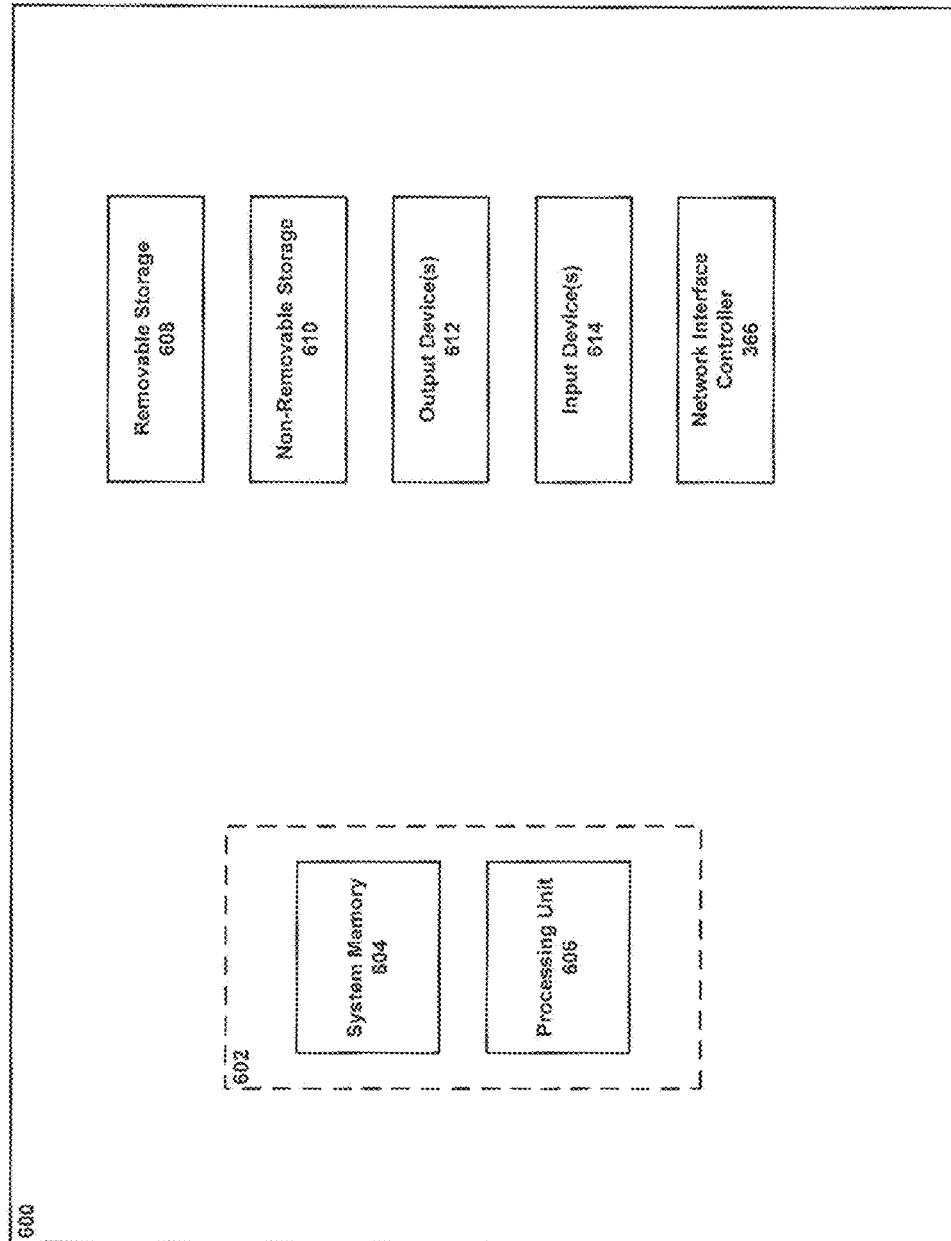 600
602
System Memory
604
Processing Unit
606
Removable Storage
608
Non-Removable Storage
610
Output Device(s)
612
Input Device(s)
614
Network Interface
Controller
366